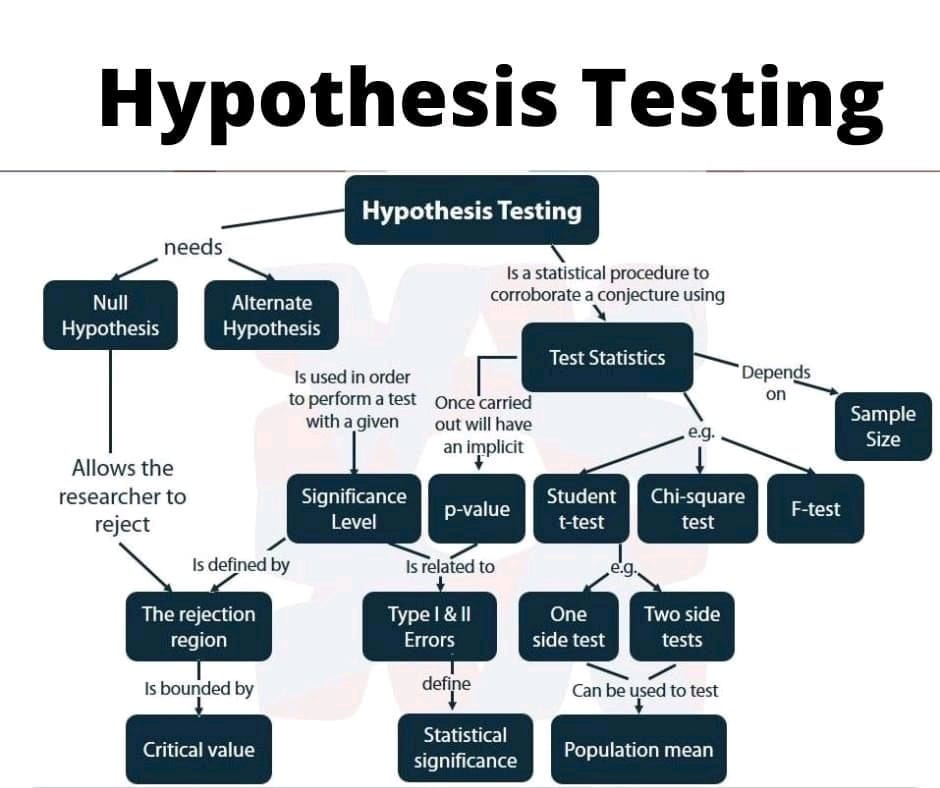 Hypothesis Testing
Hypothesis Testing
needs
Is a statistical procedure to
corroborate a conjecture using
Null
Hypothesis
Alternate
Hypothesis
Test Statistics
Is used in order
to perform a test
with a given
Once carried
out will have
an implicit
Depends
on
Sample
Size
e.g.
Allows the
researcher to
reject
Significance
Level
p-value
Student
t-test
Chi-square
test
F-test
Is defined by
Is related to
e.g.
The rejection
region
Type I & II
Errors
One
side test
Two side
tests
Is bounded by
define
Can be used to test
Critical value
Statistical
significance
Population mean